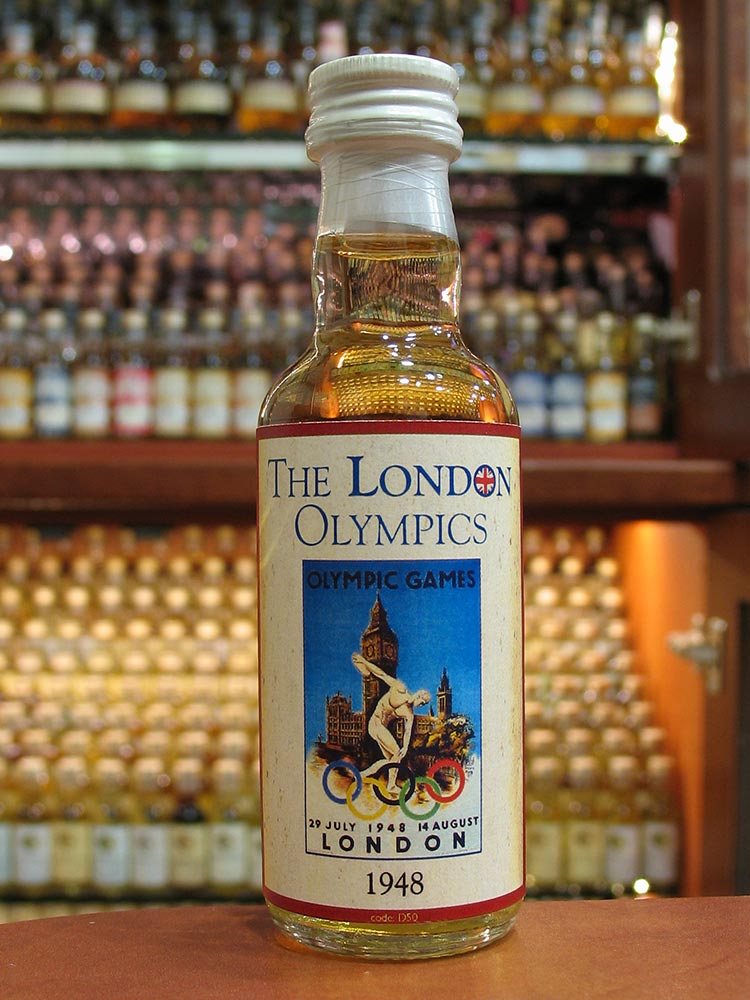 THE LONDON
OLYMPICS
OLYMPIC GAMES
29 JULY 1948 14 AUGUST
LONDON
1948
code: D50